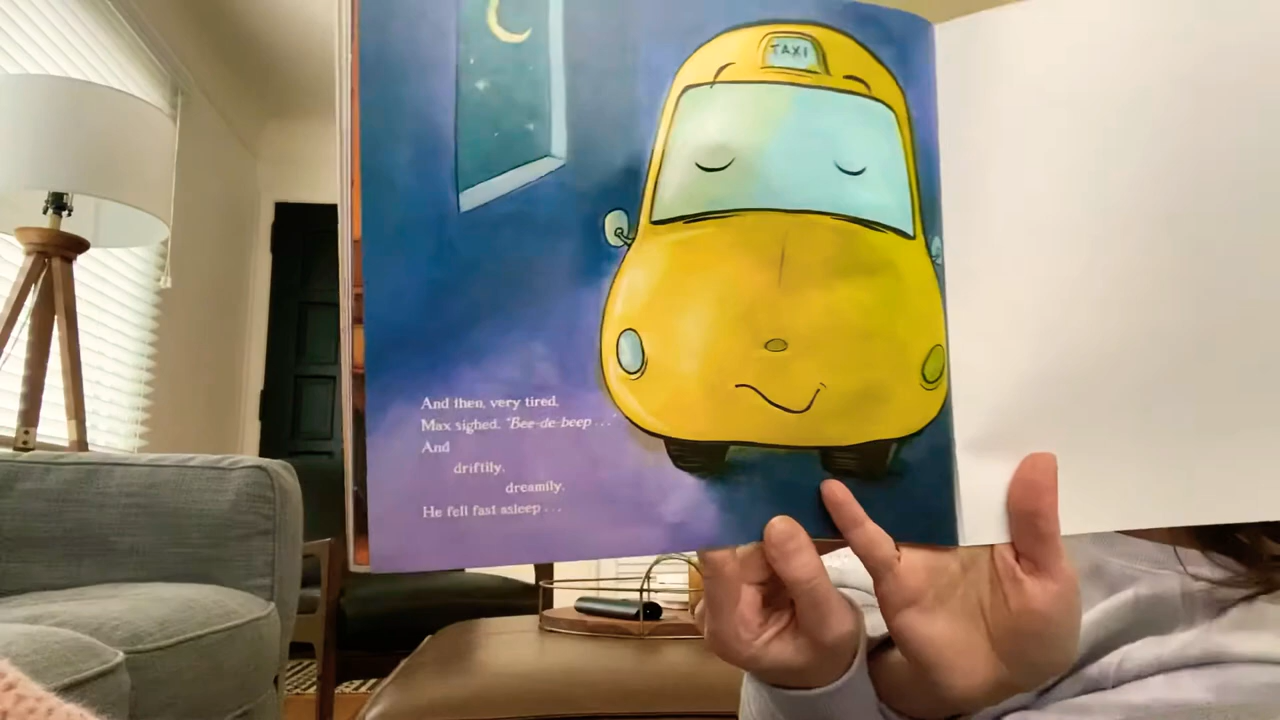 TAXI
And then, very tired,
Max sighed, "Bee-de-beep . . ."
And
driftily,
dreamily,
He fell fast asleep . . .